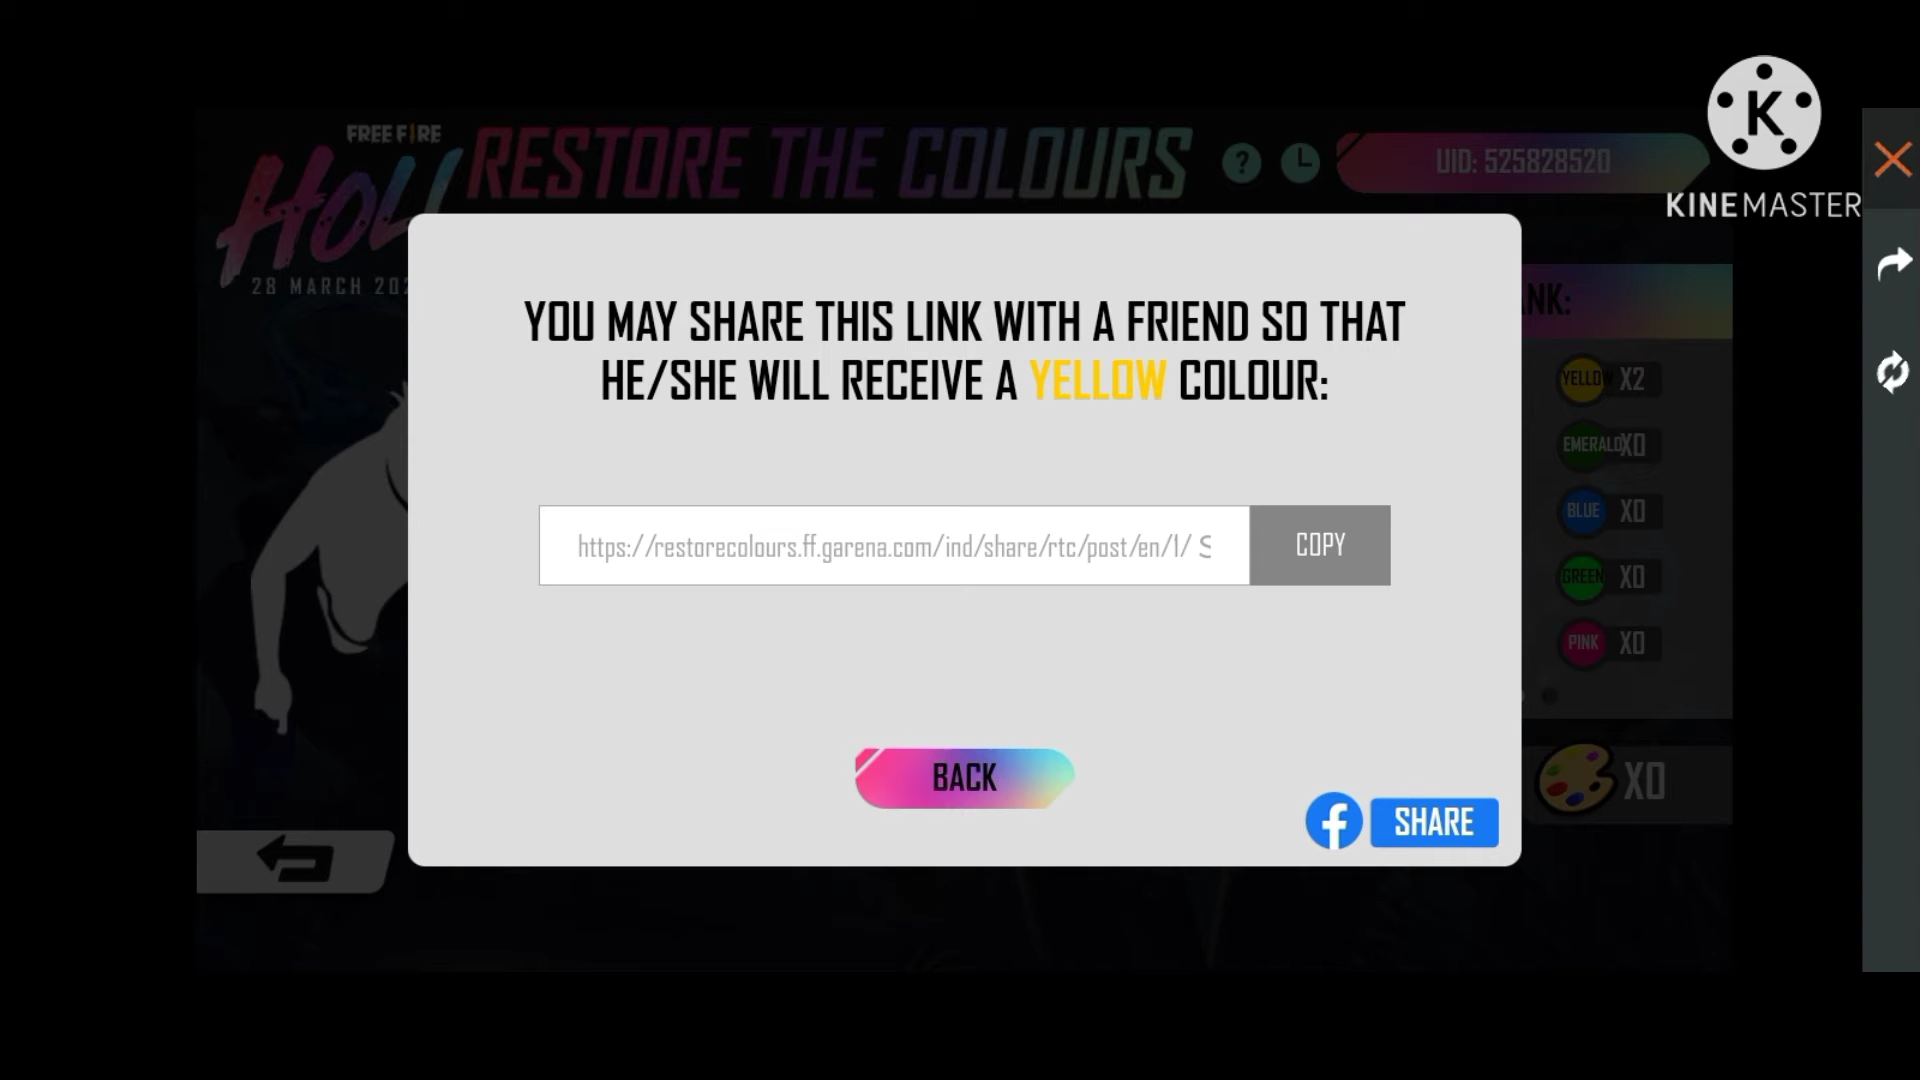 FREE FIRE
HOLI
28 MARCH
RESTORE THE COLOURS
?
UID: 525828520
K
KINEMASTER
YOU MAY SHARE THIS LINK WITH A FRIEND SO THAT
HE/SHE WILL RECEIVE A YELLOW COLOUR:
https://restorecolours.ff.garena.com/ind/share/rtc/post/en/1/ S
COPY
BACK
f SHARE
YELLOW X2
EMERALD X0
BLUE X0
GREEN X0
PINK X0
X0